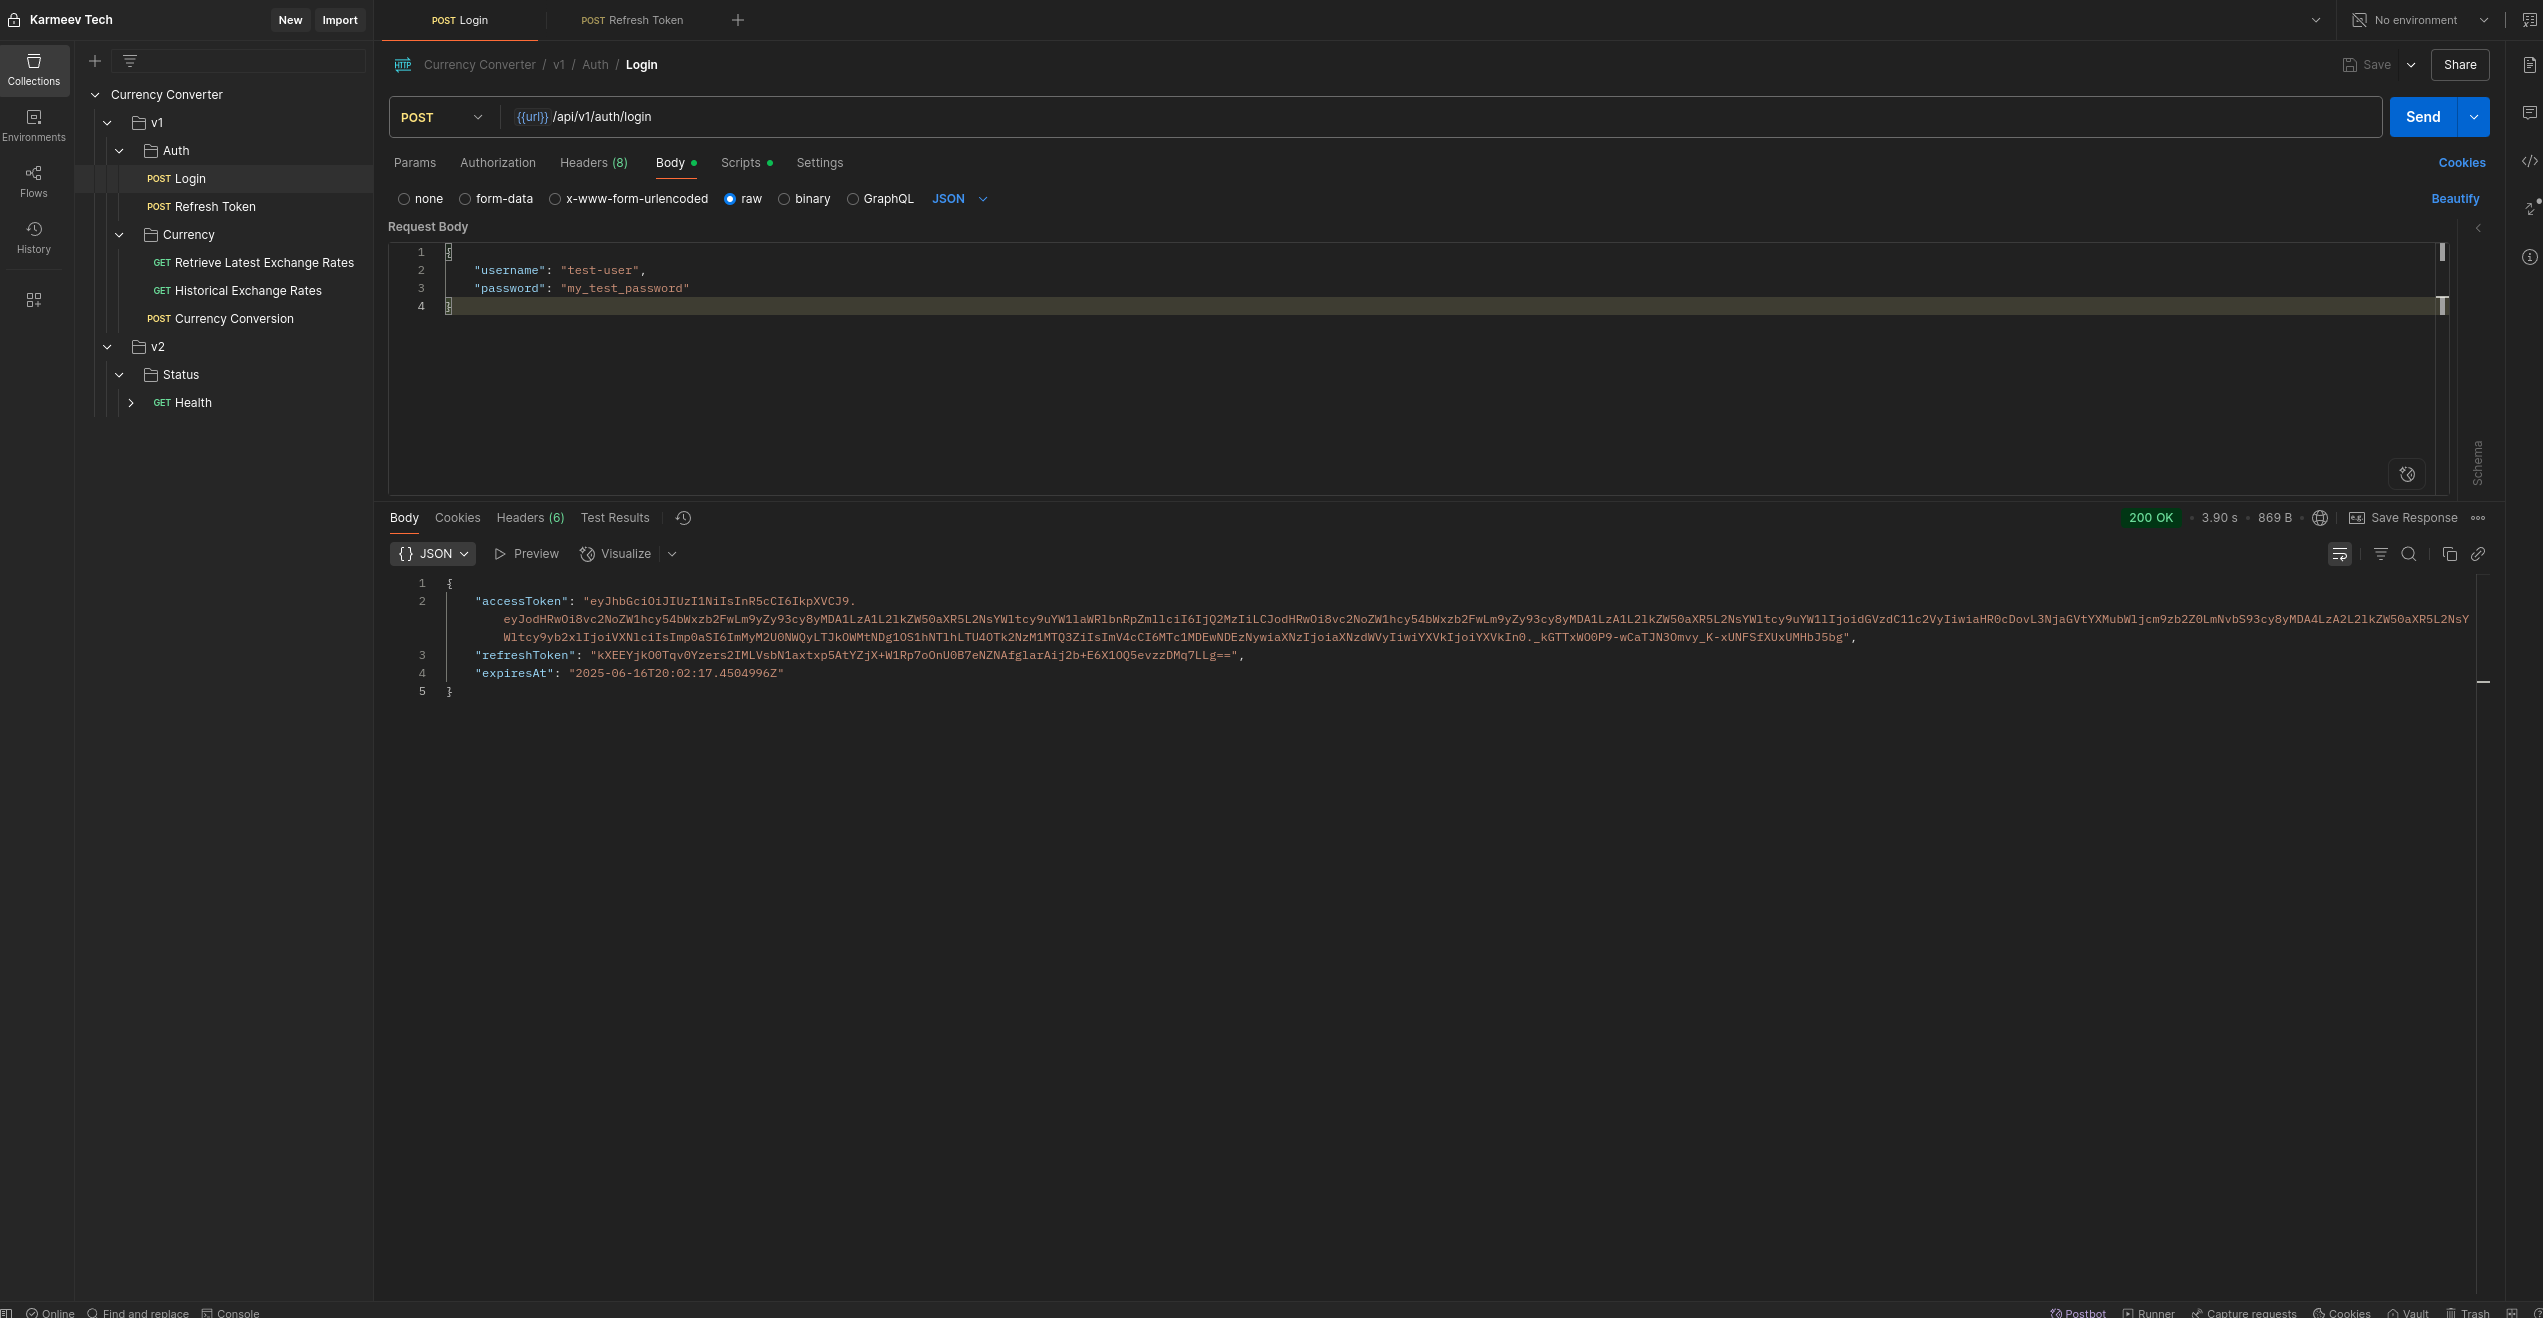 Karmeev Tech
New
Import
POST Login
POST Refresh Token
No environment
Collections
Environments
Flows
History
Currency Converter
v1
Auth
POST Login
POST Refresh Token
Currency
GET Retrieve Latest Exchange Rates
GET Historical Exchange Rates
POST Currency Conversion
v2
Status
GET Health
HTTP
Currency Converter / v1 / Auth / Login
Save
Share
POST
{{url}} /api/v1/auth/login
Send
Params
Authorization
Headers (8)
Body
Scripts
Settings
Cookies
none
form-data
x-www-form-urlencoded
raw
binary
GraphQL
JSON
Beautify
Request Body
1 {
2 "username": "test-user",
3 "password": "my_test_password"
4 }
Schema
Body
Cookies
Headers (6)
Test Results
200 OK
3.90 s
869 B
e.g. Save Response
{} JSON
Preview
Visualize
1 {
2 "accessToken": "eyJhbGciOiJIUzI1NiIsInR5cCI6IkpXVCJ9.
3 "refreshToken": "kXEEYjkO0Tqv0Yzers2IMLVsbN1axtxp5AtYZjX+W1Rp7oOnU0B7eNZNAfglarAij2b+E6X1OQ5evzzDMq7LLg==",
4 "expiresAt": "2025-06-16T20:02:17.4504996Z"
5 }
Online
Find and replace
Console
Postbot
Runner
Capture requests
Cookies
Vault
Trash